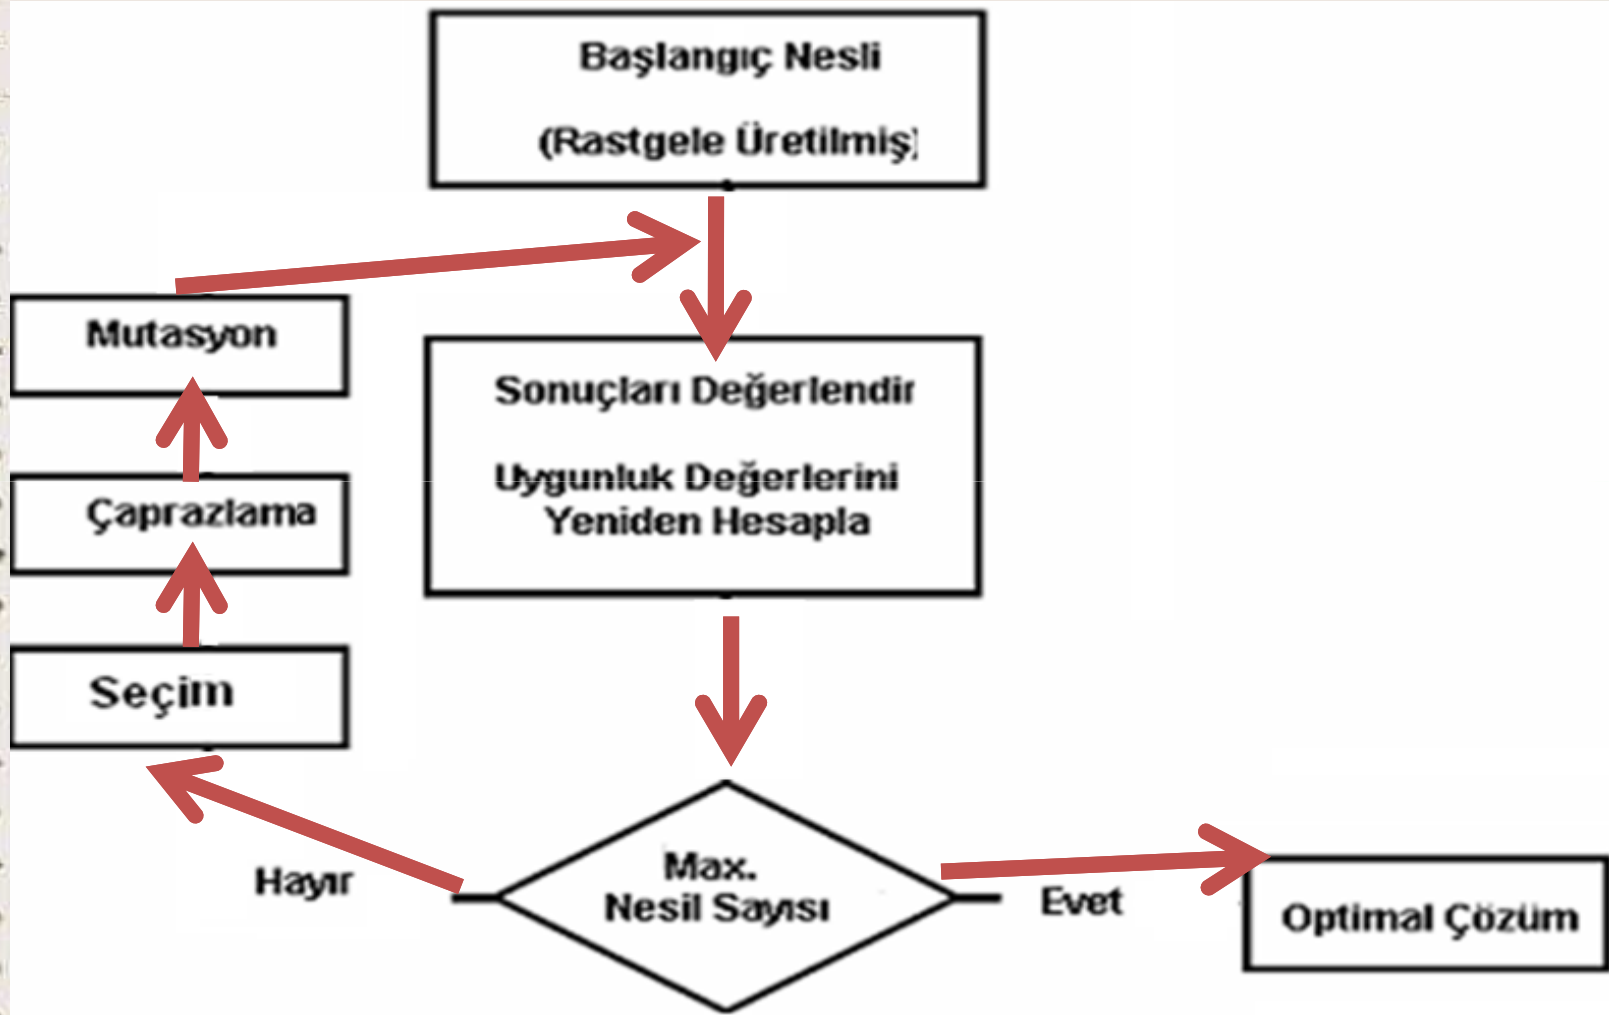 Başlangıç Nesli
(Rastgele Üretilmiş)
Mutasyon
Sonuçları Değerlendir
Uygunluk Değerlerini
Yeniden Hesapla
Çaprazlama
Seçim
Hayır
Max.
Nesil Sayısı
Evet
Optimal Çözüm